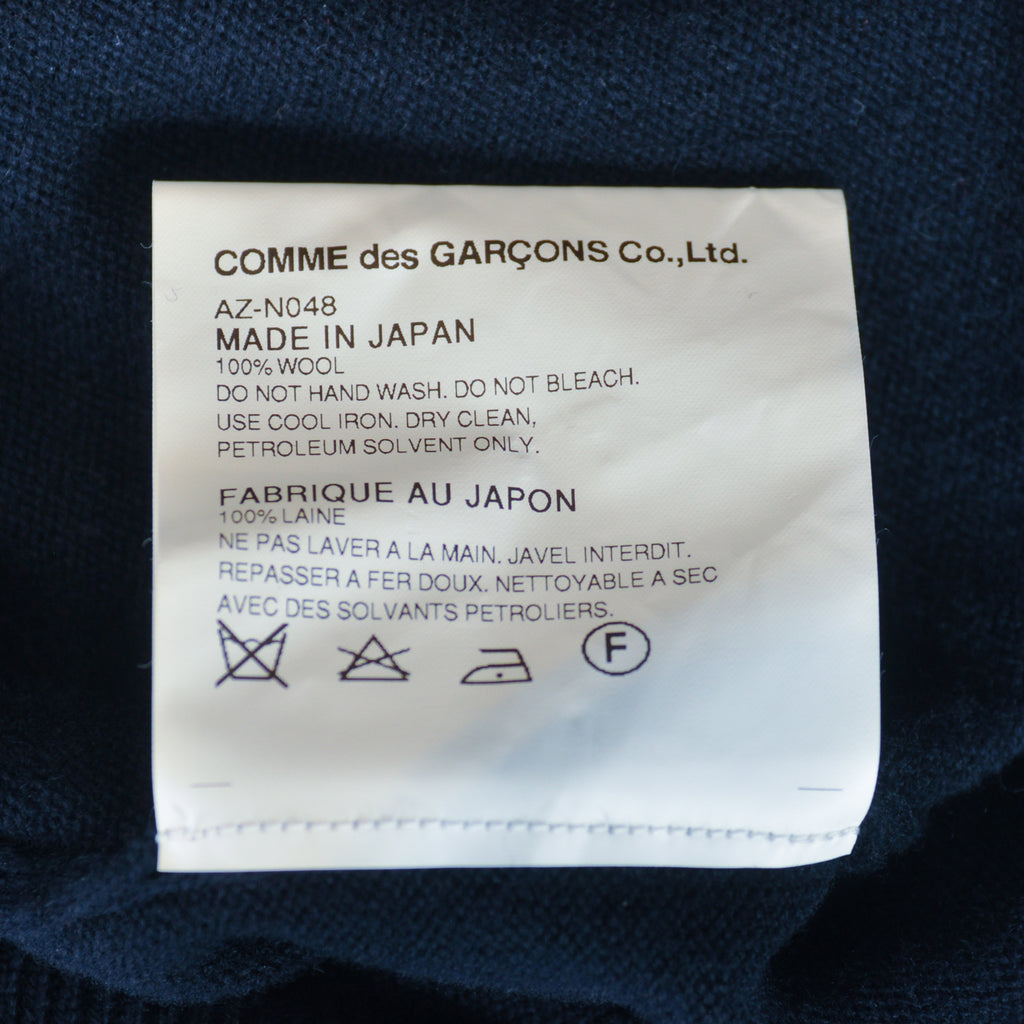 COMME des GARÇONS Co.,Ltd.
AZ-N048
MADE IN JAPAN
100% WOOL
DO NOT HAND WASH. DO NOT BLEACH.
USE COOL IRON. DRY CLEAN,
PETROLEUM SOLVENT ONLY.
FABRIQUE AU JAPON
100% LAINE
NE PAS LAVER A LA MAIN. JAVEL INTERDIT.
REPASSER A FER DOUX. NETTOYABLE A SEC
AVEC DES SOLVANTS PETROLIERS.
F